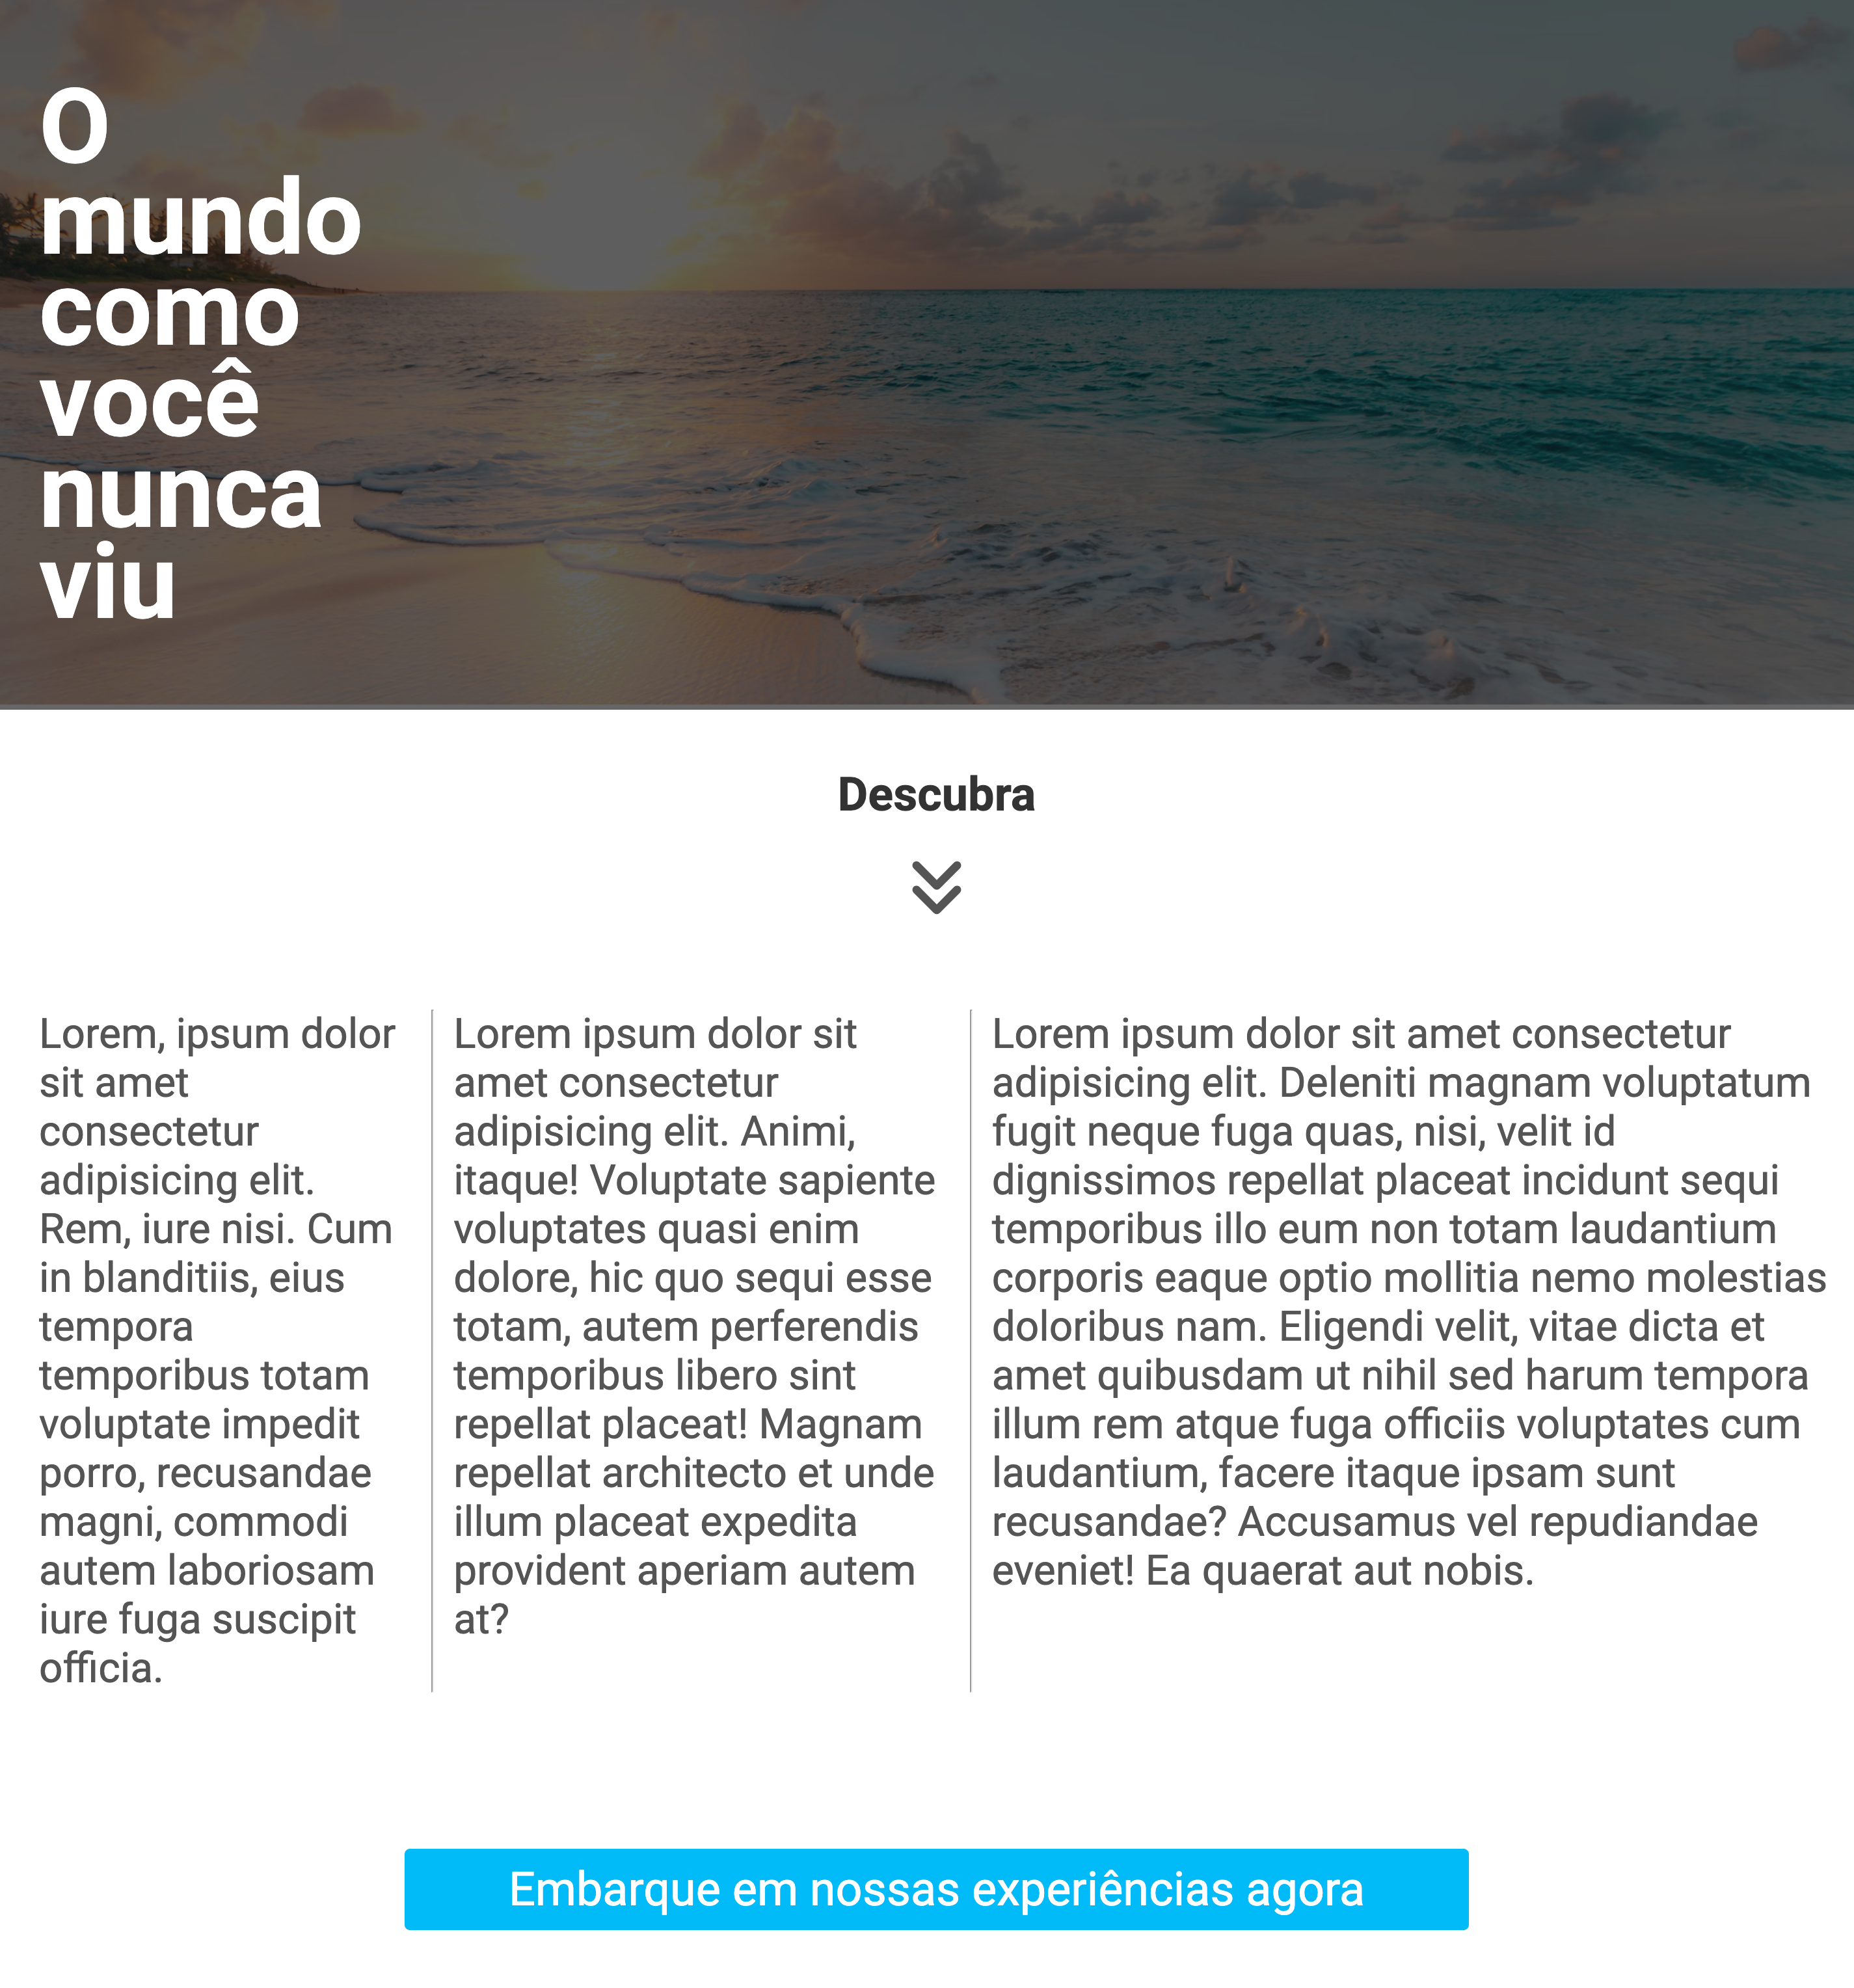 O
mundo
como
você
nunca
viu
Descubra
Lorem, ipsum dolor
sit amet
consectetur
adipisicing elit.
Rem, iure nisi. Cum
in blanditiis, eius
tempora
temporibus totam
voluptate impedit
porro, recusandae
magni, commodi
autem laboriosam
iure fuga suscipit
officia.
Lorem ipsum dolor sit
amet consectetur
adipisicing elit. Animi,
itaque! Voluptate sapiente
voluptates quasi enim
dolore, hic quo sequi esse
totam, autem perferendis
temporibus libero sint
repellat placeat! Magnam
repellat architecto et unde
illum placeat expedita
provident aperiam autem
at?
Lorem ipsum dolor sit amet consectetur
adipisicing elit. Deleniti magnam voluptatum
fugit neque fuga quas, nisi, velit id
dignissimos repellat placeat incidunt sequi
temporibus illo eum non totam laudantium
corporis eaque optio mollitia nemo molestias
doloribus nam. Eligendi velit, vitae dicta et
amet quibusdam ut nihil sed harum tempora
illum rem atque fuga officiis voluptates cum
laudantium, facere itaque ipsam sunt
recusandae? Accusamus vel repudiandae
eveniet! Ea quaerat aut nobis.
Embarque em nossas experiências agora